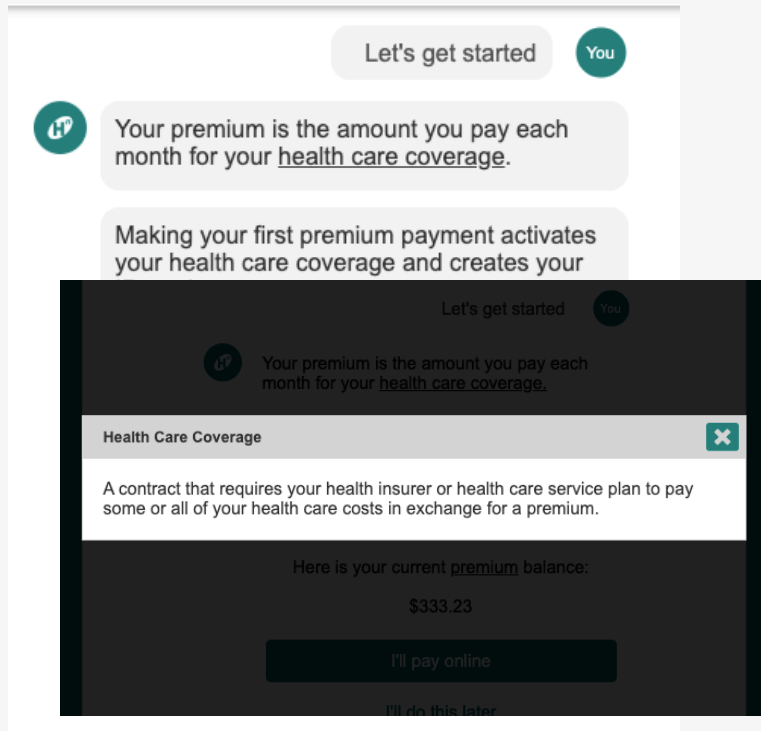 Let's get started
You
Your premium is the amount you pay each
month for your health care coverage.
Making your first premium payment activates
your health care coverage and creates your
Let's get started
You
Your premium is the amount you pay each
month for your health care coverage.
Health Care Coverage
A contract that requires your health insurer or health care service plan to pay
some or all of your health care costs in exchange for a premium.
Here is your current premium balance:
$333.23
I'll pay online
I'll do this later